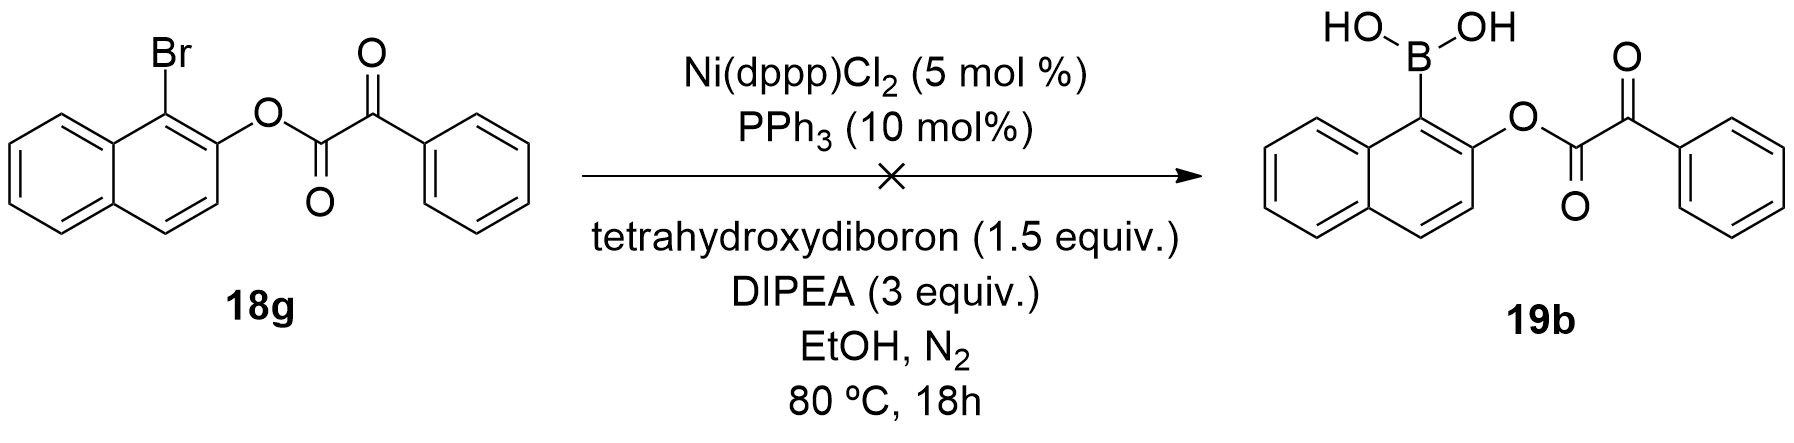 Br
O
O
O
18g
Ni(dppp)Cl2 (5 mol %)
PPh3 (10 mol%)
tetrahydroxydiboron (1.5 equiv.)
DIPEA (3 equiv.)
EtOH, N2
80 ºC, 18h
HO
OH
B
O
O
O
19b